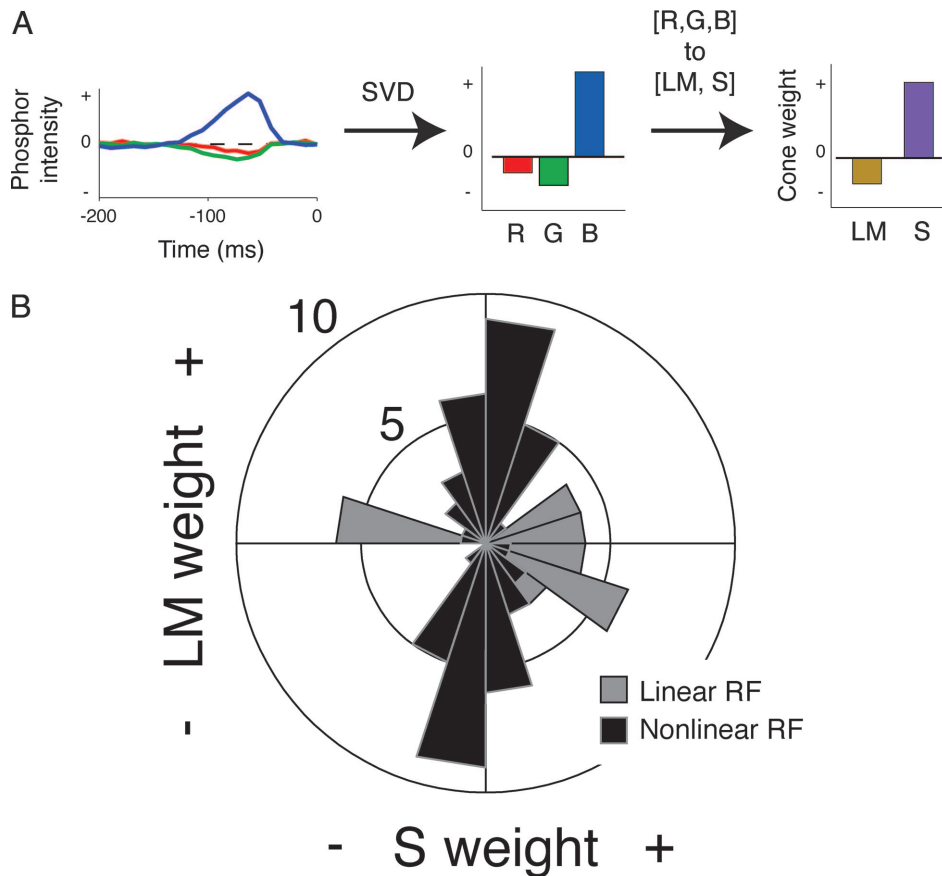 A
Phosphor
intensity
+
0
-
-200
-100
0
Time (ms)
SVD
+
0
-
R G B
[R,G,B]
to
[LM, S]
Cone weight
+
0
-
LM S
B
10
5
- LM weight +
Linear RF
Nonlinear RF
- S weight +